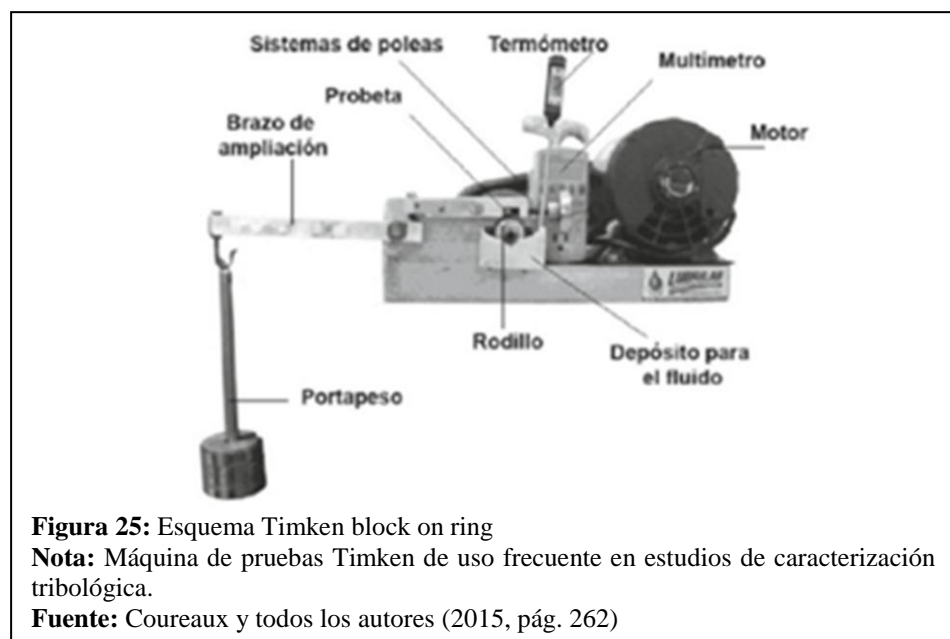 Sistemas de poleas
Termómetro
Multimetro
Probeta
Brazo de
ampliación
Motor
Rodillo
Depósito para
el fluido
Portapeso
Figura 25: Esquema Timken block on ring
Nota: Máquina de pruebas Timken de uso frecuente en estudios de caracterización
tribológica.
Fuente: Coureaux y todos los autores (2015, pág. 262)